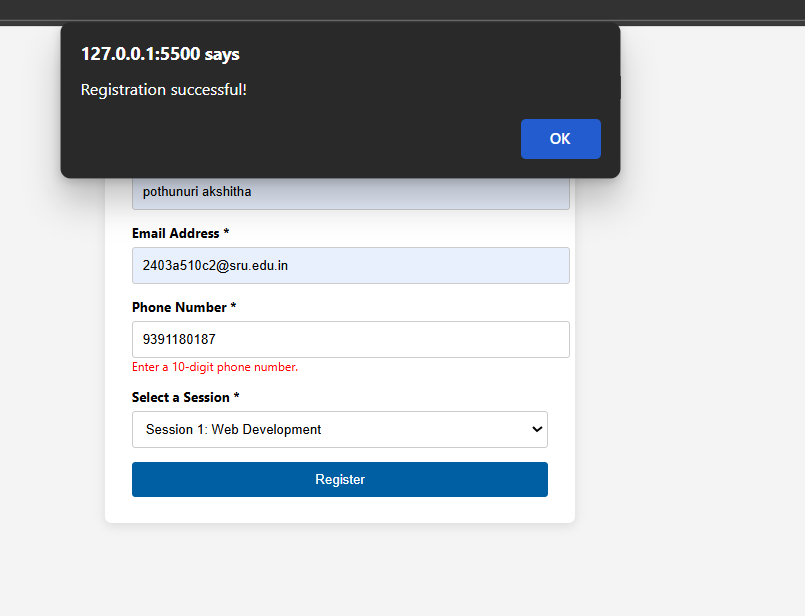 127.0.0.1:5500 says
Registration successful!
OK
pothunuri akshitha
Email Address *
2403a510c2@sru.edu.in
Phone Number *
9391180187
Enter a 10-digit phone number.
Select a Session *
Session 1: Web Development
Register